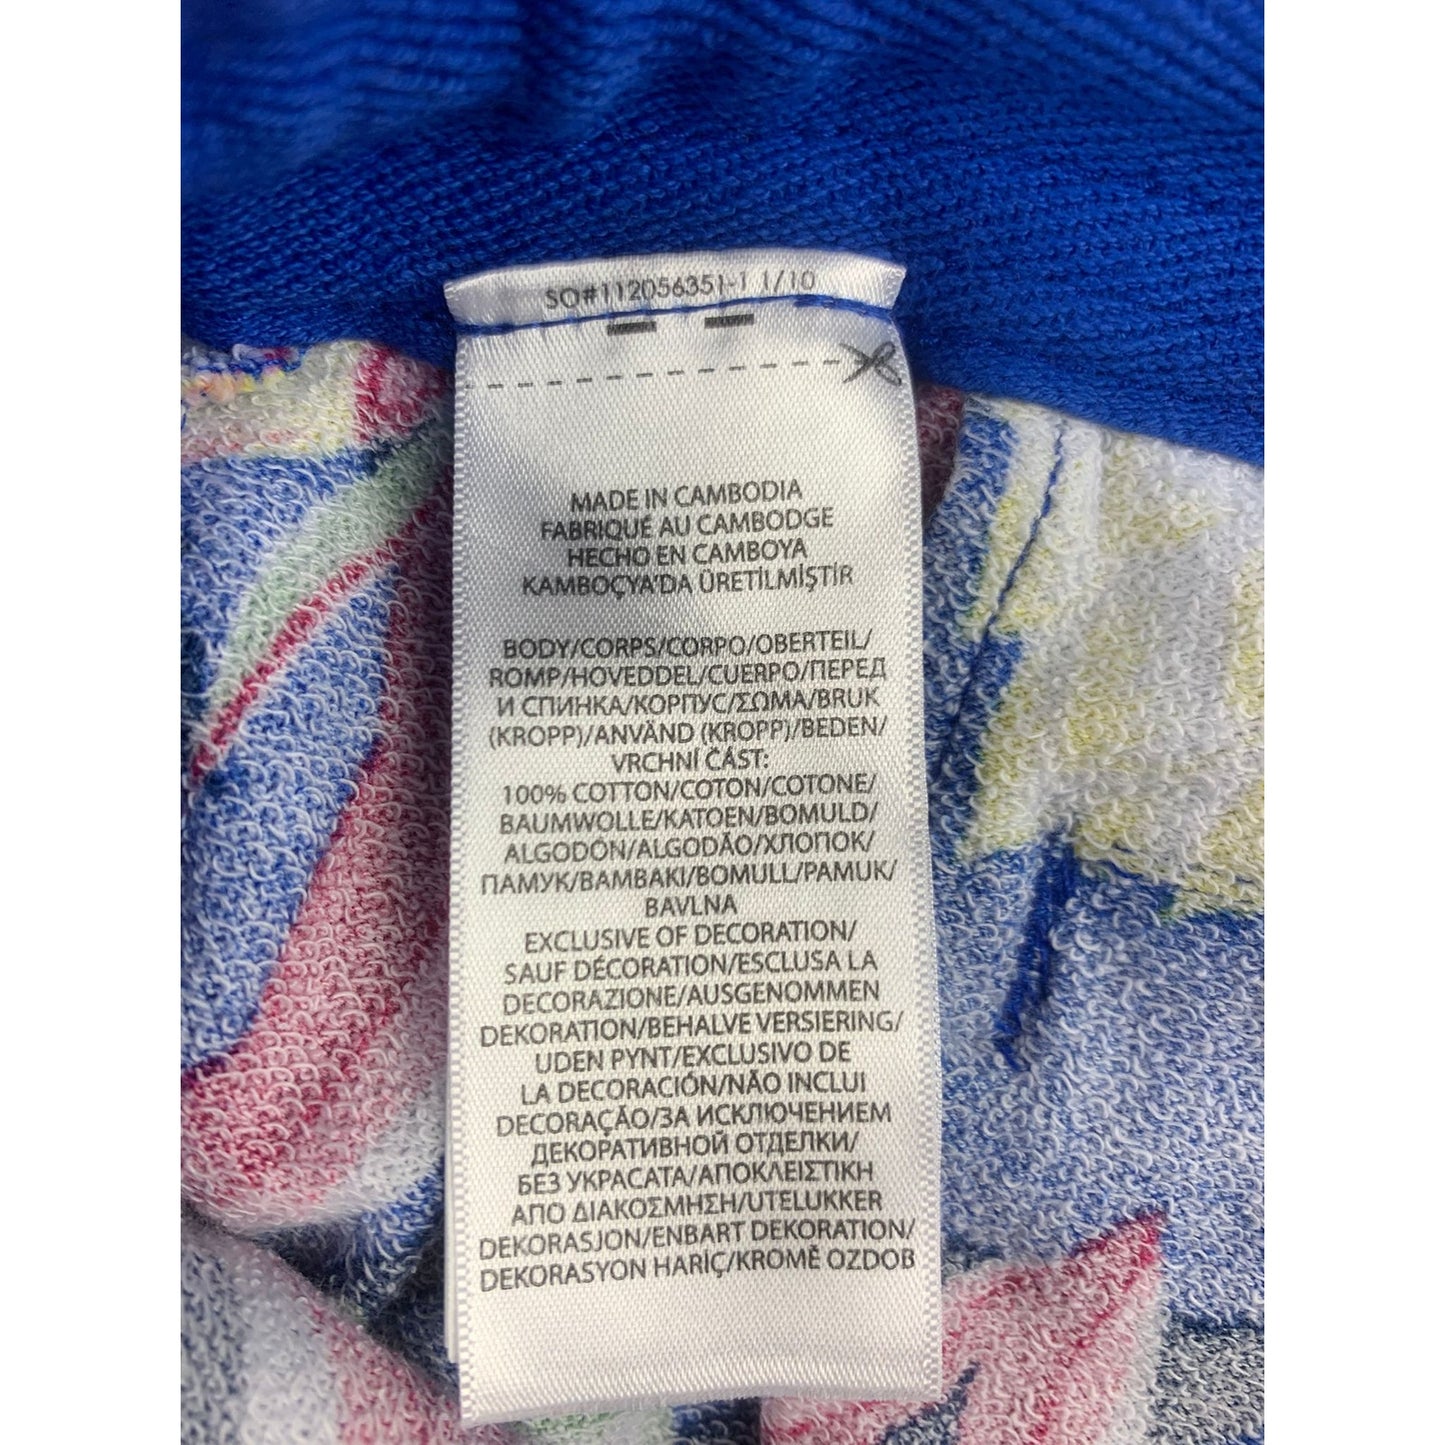 SO#112056351-1 1/10
MADE IN CAMBODIA
FABRIQUÉ AU CAMBODGE
HECHO EN CAMBOYA
KAMBOÇYA'DA ÜRETİLMİŞTİR
BODY/CORPS/CORPO/OBERTEIL/
ROMP/HOVEDDEL/CUERPO/ПЕРЕД
И СПИНКА/КОРПУС/ΣΩΜΑ/BRUK
(KROPP)/ANVÄND (KROPP)/BEDEN/
VRCHNÍ ČÁST:
100% COTTON/COTON/COTONE/
BAUMWOLLE/KATOEN/BOMULD/
ALGODÓN/ALGODÃO/ХЛОПОК/
ПАМУК/BAMBAKI/BOMULL/PAMUK/
BAVLNA
EXCLUSIVE OF DECORATION/
SAUF DÉCORATION/ESCLUSA LA
DECORAZIONE/AUSGENOMMEN
DEKORATION/BEHALVE VERSIERING/
UDEN PYNT/EXCLUSIVO DE
LA DECORACIÓN/NÃO INCLUI
DECORAÇÃO/ЗА ИСКЛЮЧЕНИЕМ
ДЕКОРАТИВНОЙ ОТДЕЛКИ/
БЕЗ УКРАСАТА/ΑΠΟΚΛΕΙΣΤΙΚΗ
ΑΠΟ ΔΙΑΚΟΣΜΗΣΗ/UTELUKKER
DEKORASJON/ENBART DEKORATION/
DEKORASYON HARİÇ/KROMĚ OZDOB